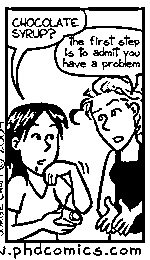 CHOCOLATE
SYRUP?
The first step
is to admit you
have a problem
w.phdcomics.com